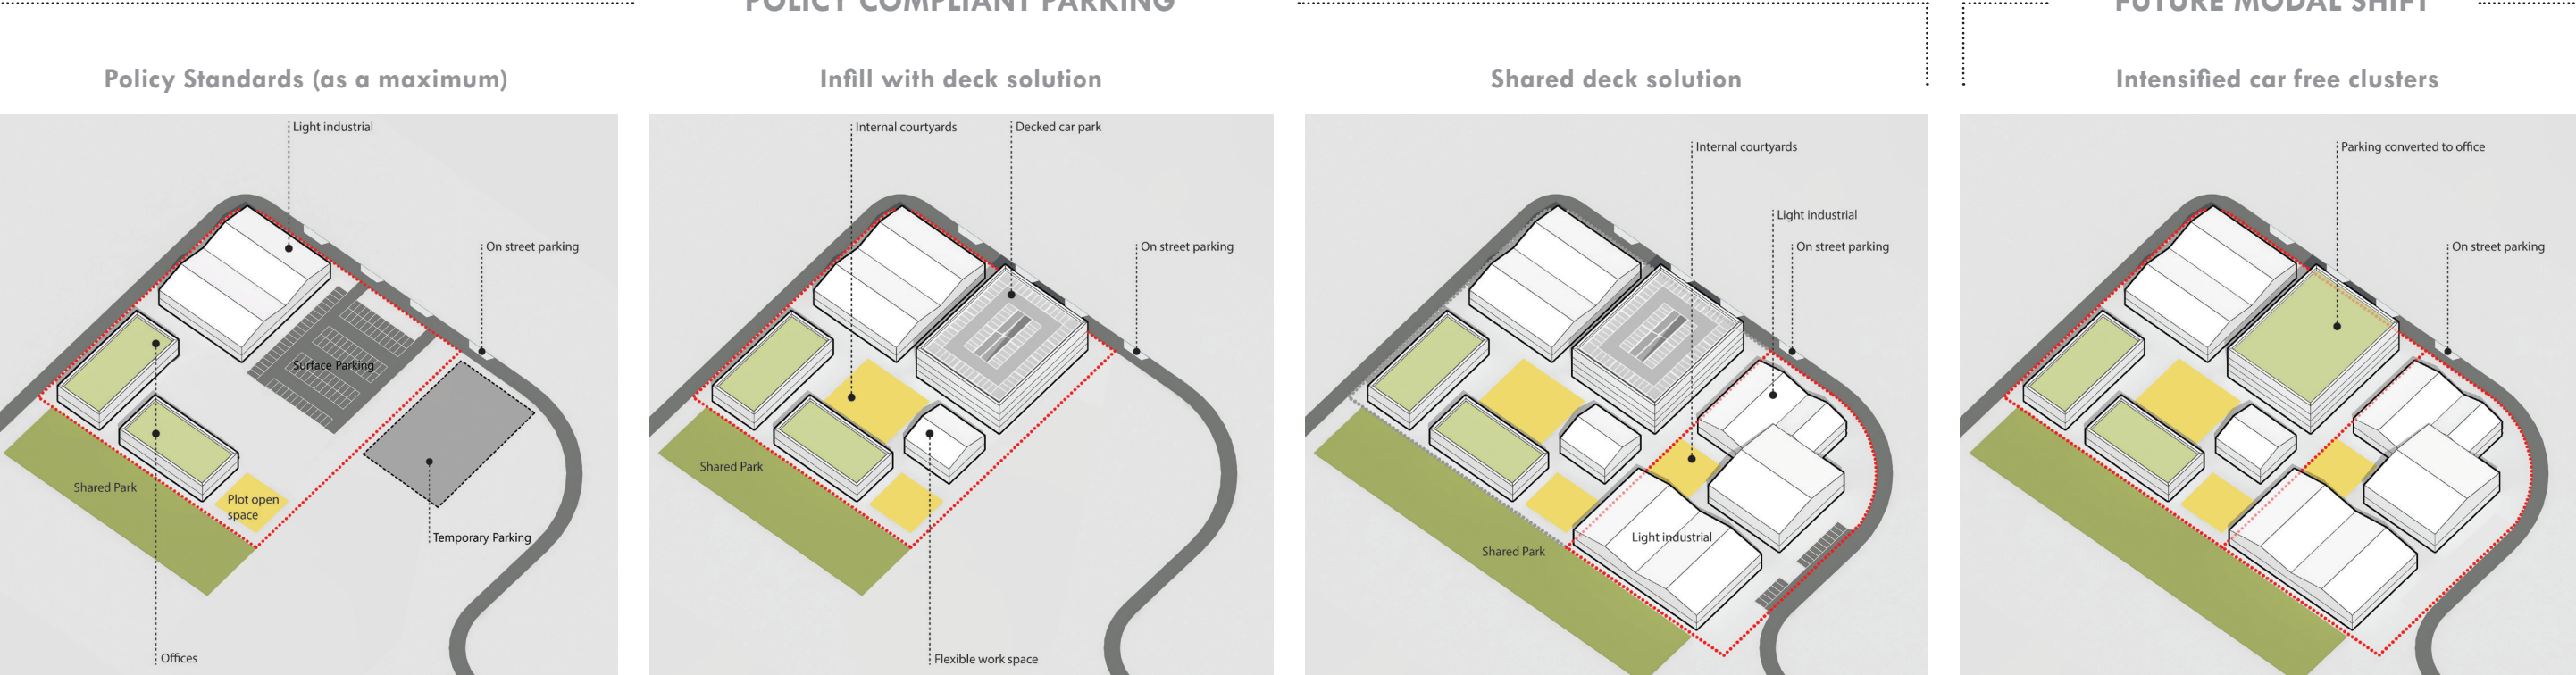 POLICY COMPLIANT PARKING
FUTURE MODAL SHIFT
Policy Standards (as a maximum)
Infill with deck solution
Shared deck solution
Intensified car free clusters
Light industrial
On street parking
Surface Parking
Shared Park
Plot open
space
Temporary Parking
Offices
Internal courtyards
Decked car park
On street parking
Shared Park
Flexible work space
Internal courtyards
Light industrial
On street parking
Light industrial
Shared Park
Parking converted to office
On street parking